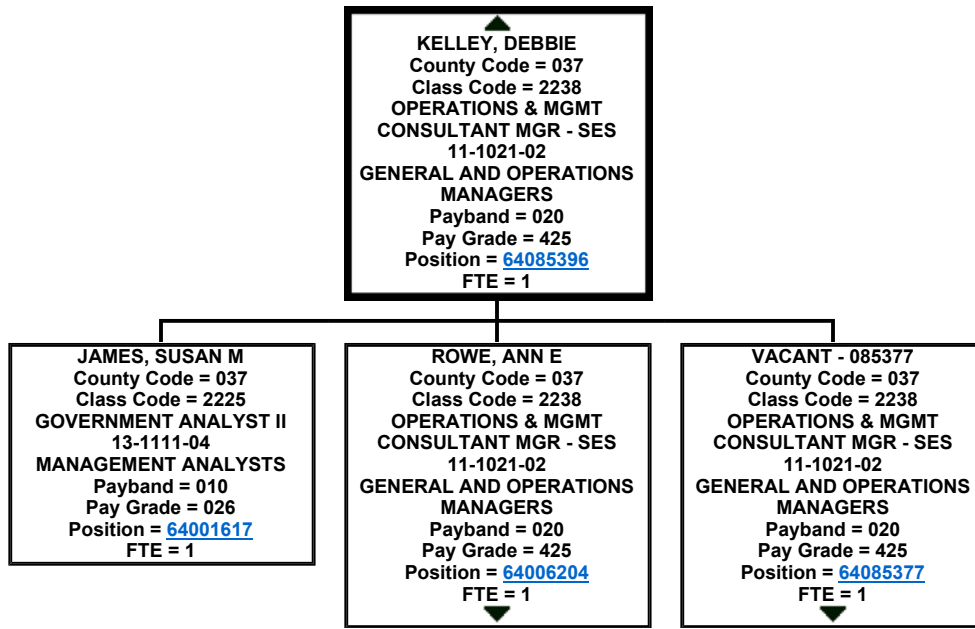 KELLEY, DEBBIE
County Code = 037
Class Code = 2238
OPERATIONS & MGMT
CONSULTANT MGR - SES
11-1021-02
GENERAL AND OPERATIONS
MANAGERS
Payband = 020
Pay Grade = 425
Position = 64085396
FTE = 1
JAMES, SUSAN M
County Code = 037
Class Code = 2225
GOVERNMENT ANALYST II
13-1111-04
MANAGEMENT ANALYSTS
Payband = 010
Pay Grade = 026
Position = 64001617
FTE = 1
ROWE, ANN E
County Code = 037
Class Code = 2238
OPERATIONS & MGMT
CONSULTANT MGR - SES
11-1021-02
GENERAL AND OPERATIONS
MANAGERS
Payband = 020
Pay Grade = 425
Position = 64006204
FTE = 1
VACANT - 085377
County Code = 037
Class Code = 2238
OPERATIONS & MGMT
CONSULTANT MGR - SES
11-1021-02
GENERAL AND OPERATIONS
MANAGERS
Payband = 020
Pay Grade = 425
Position = 64085377
FTE = 1